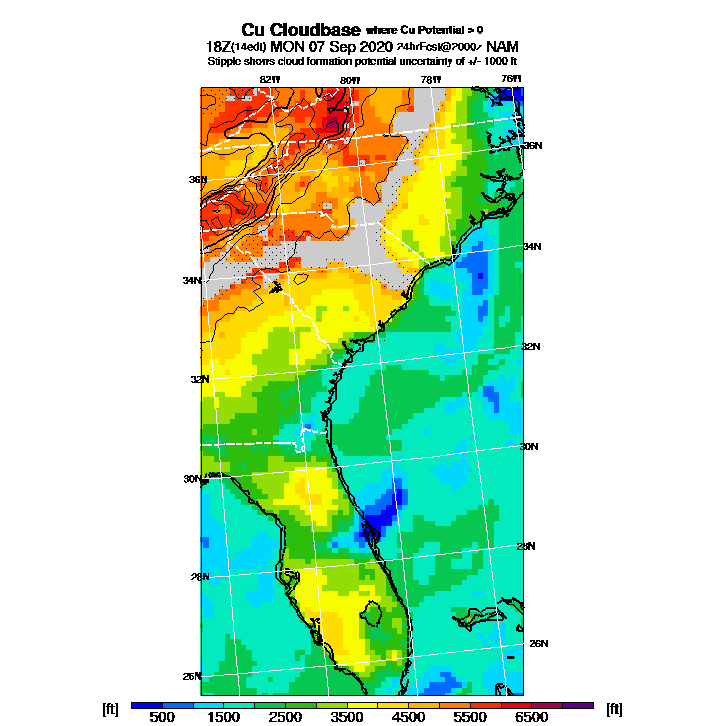 Cu Cloudbase where Cu Potential > 0
18Z(14edt) MON 07 Sep 2020 24hrFcst@2000z NAM
Stipple shows cloud formation potential uncertainty of +/- 1000 ft
82W 80W 78W 76W
36N
36N
34N
34N
32N
32N
30N
30N
28N
28N
26N
26N
[ft] 500 1500 2500 3500 4500 5500 6500 [ft]